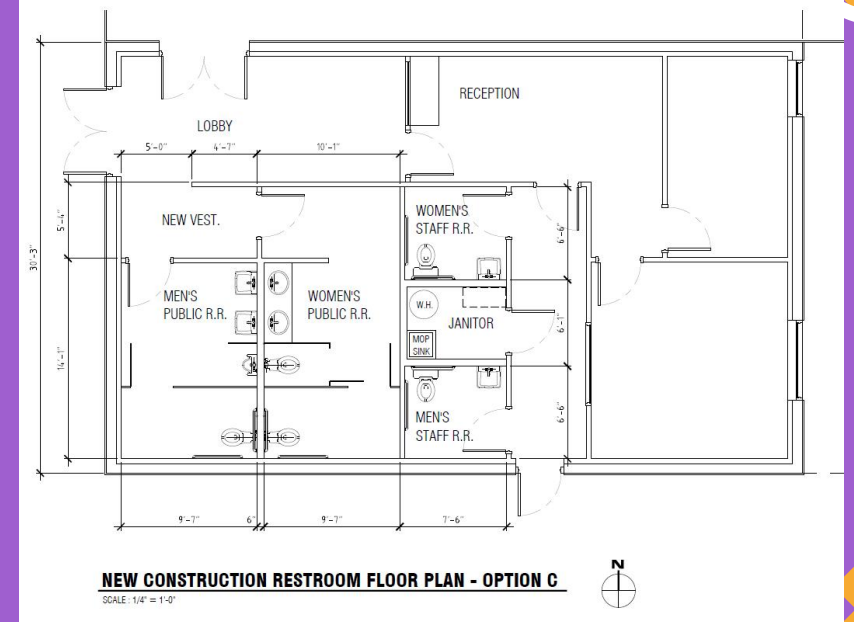 RECEPTION
LOBBY
5'-0"
4'-7"
10'-1"
5'-4"
NEW VEST.
WOMEN'S
STAFF R.R.
6'-6"
30'-3"
MEN'S
PUBLIC R.R.
WOMEN'S
PUBLIC R.R.
W.H.
JANITOR
6'-1"
MOP
SINK
14'-1"
MEN'S
STAFF R.R.
6'-6"
9'-7"
6"
9'-7"
7'-6"
NEW CONSTRUCTION RESTROOM FLOOR PLAN - OPTION C
SCALE : 1/4" = 1'-0"
N